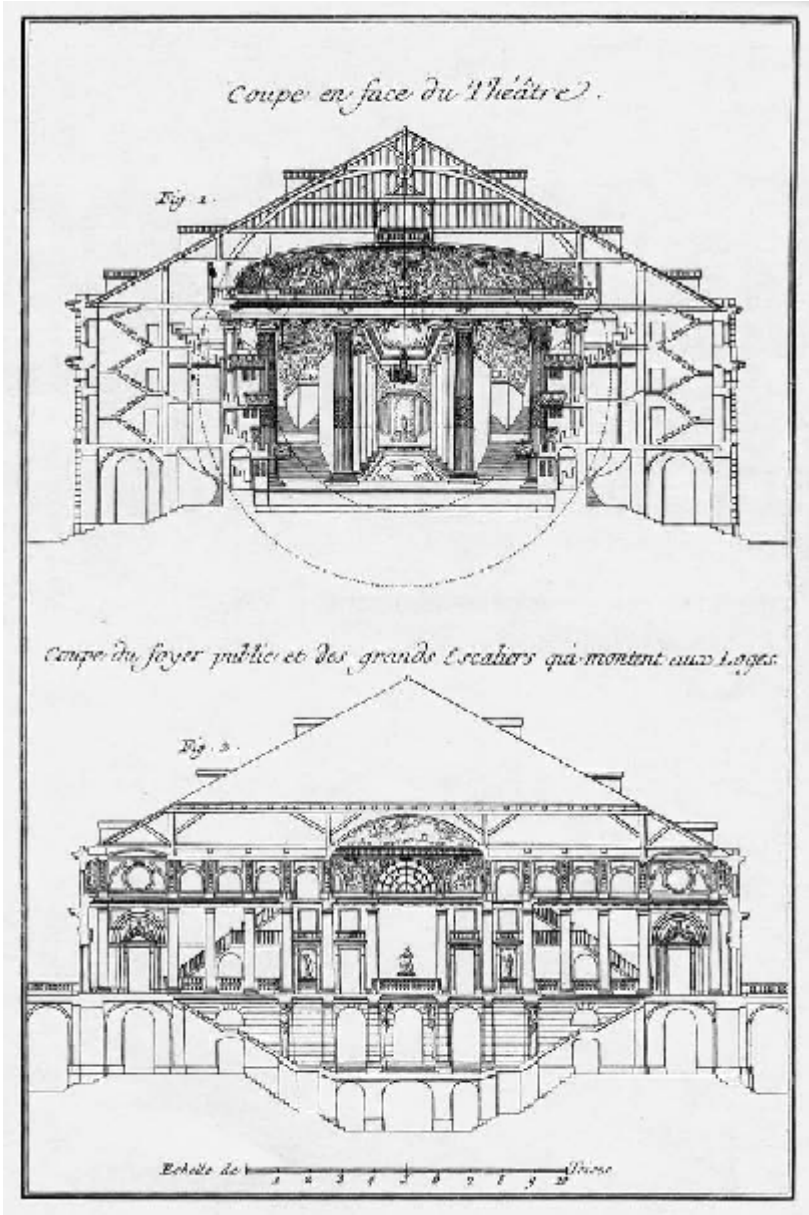 Coupe en face du Théâtre.
Fig. 1.
Coupe du foyer public et des grands Escaliers qui montent aux Loges.
Fig. 2.
Echelle de
1 2 3 4 5 6 7 8 9 10
Toises